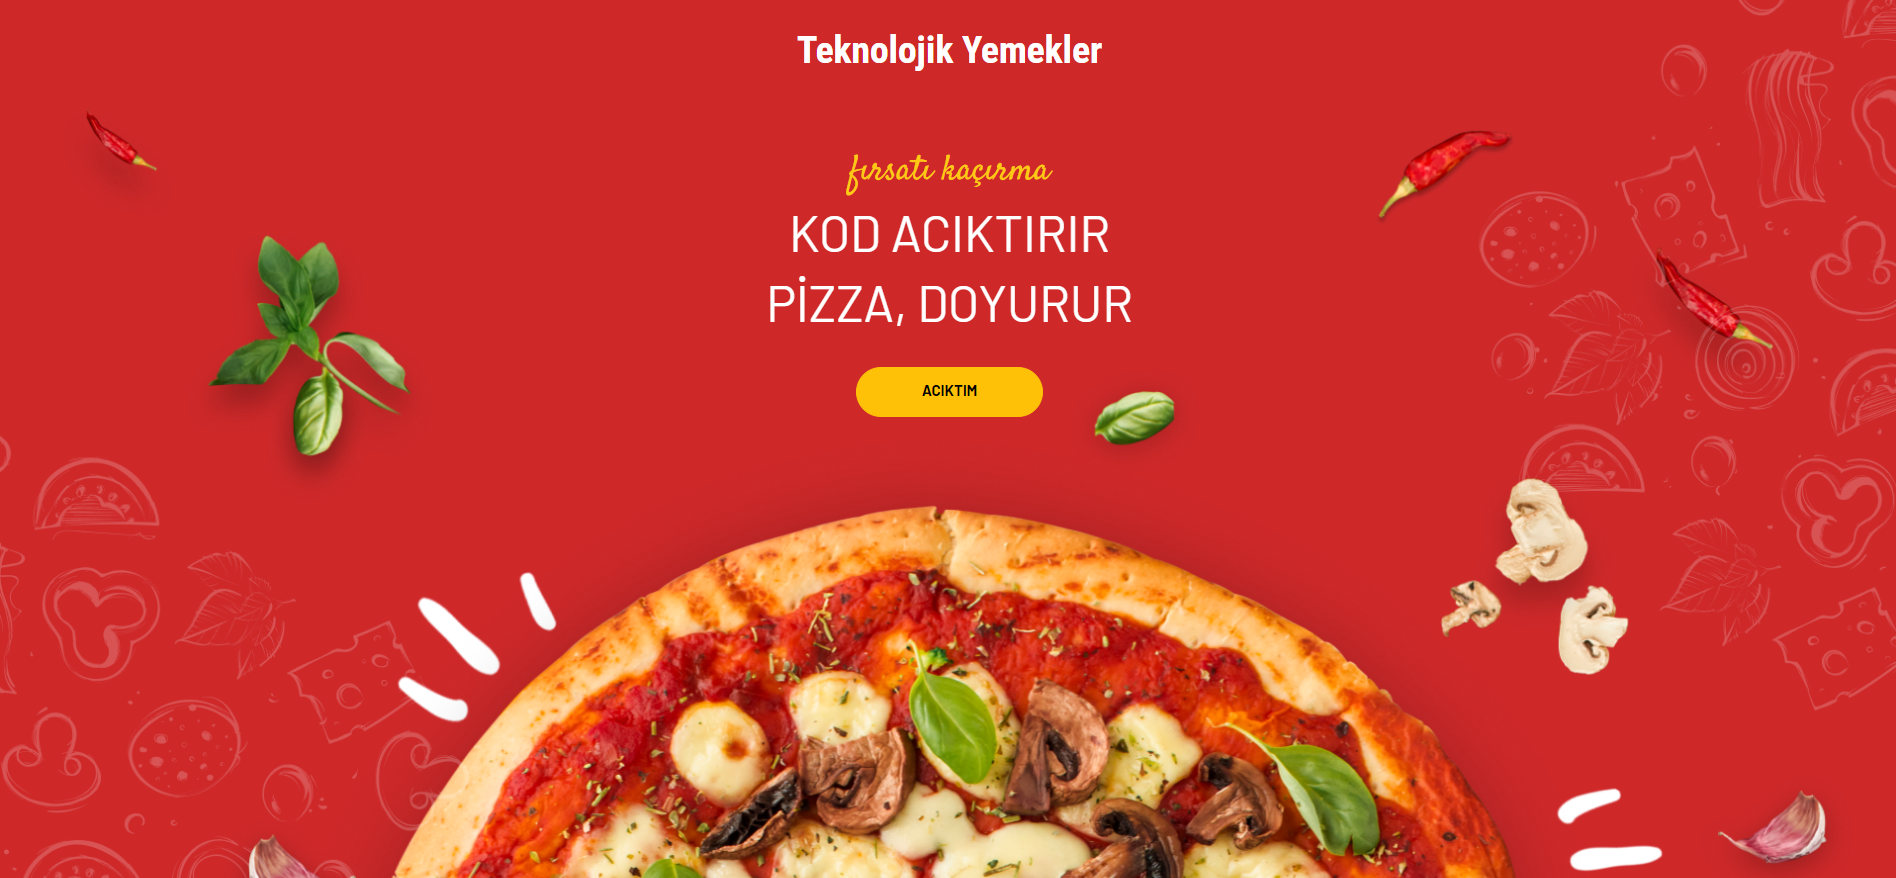 Teknolojik Yemekler
fırsatı kaçırma
KOD ACIKTIRIR
PİZZA, DOYURUR
ACIKTIM